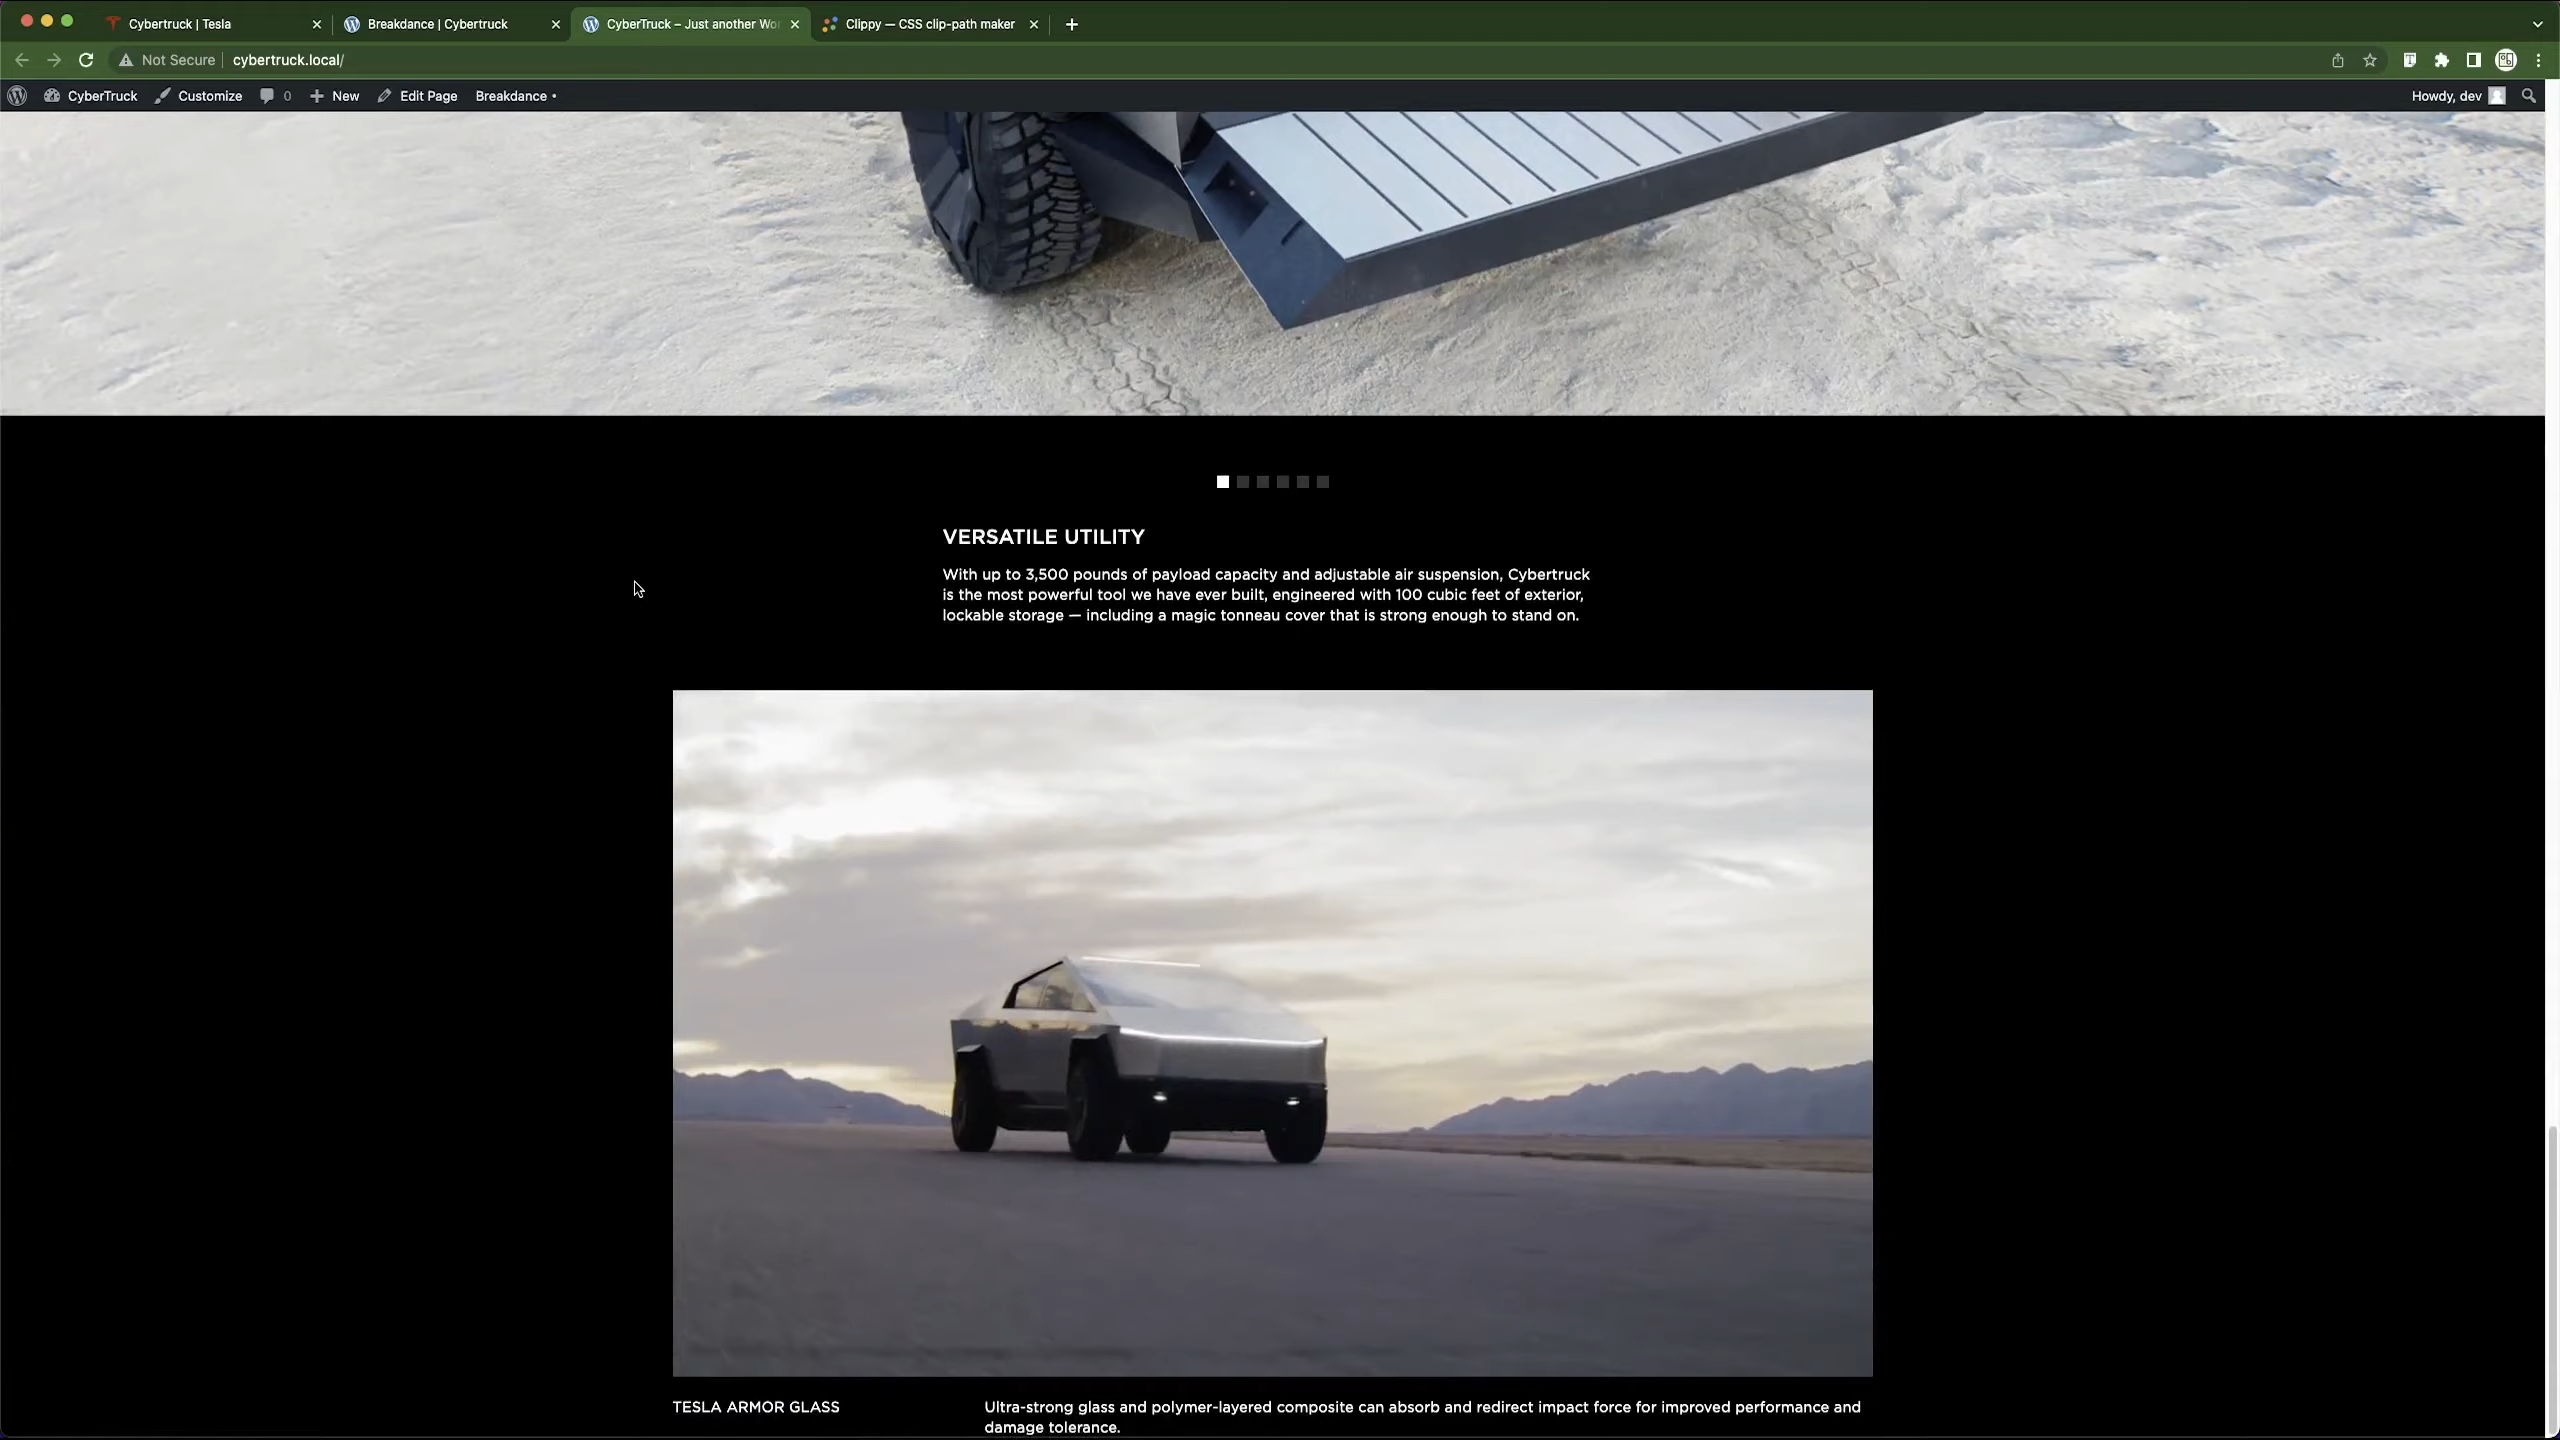 Cybertruck | Tesla
Breakdance | Cybertruck
CyberTruck – Just another Wo
Clippy — CSS clip-path maker
Not Secure
cybertruck.local/
CyberTruck
Customize
0
New
Edit Page
Breakdance
Howdy, dev
VERSATILE UTILITY
With up to 3,500 pounds of payload capacity and adjustable air suspension, Cybertruck
is the most powerful tool we have ever built, engineered with 100 cubic feet of exterior,
lockable storage — including a magic tonneau cover that is strong enough to stand on.
TESLA ARMOR GLASS
Ultra-strong glass and polymer-layered composite can absorb and redirect impact force for improved performance and
damage tolerance.